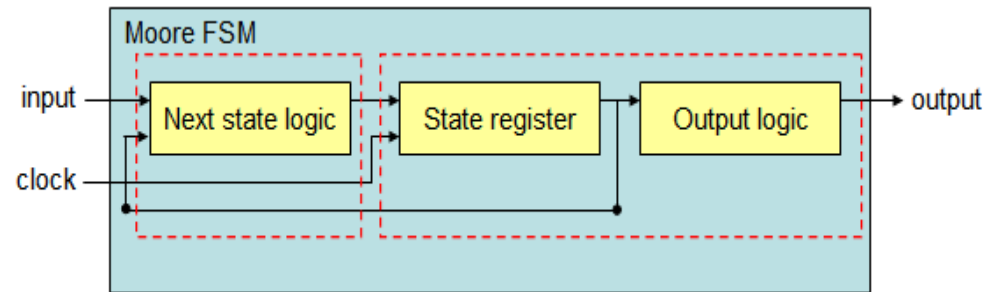 Moore FSM
input
Next state logic
State register
Output logic
output
clock